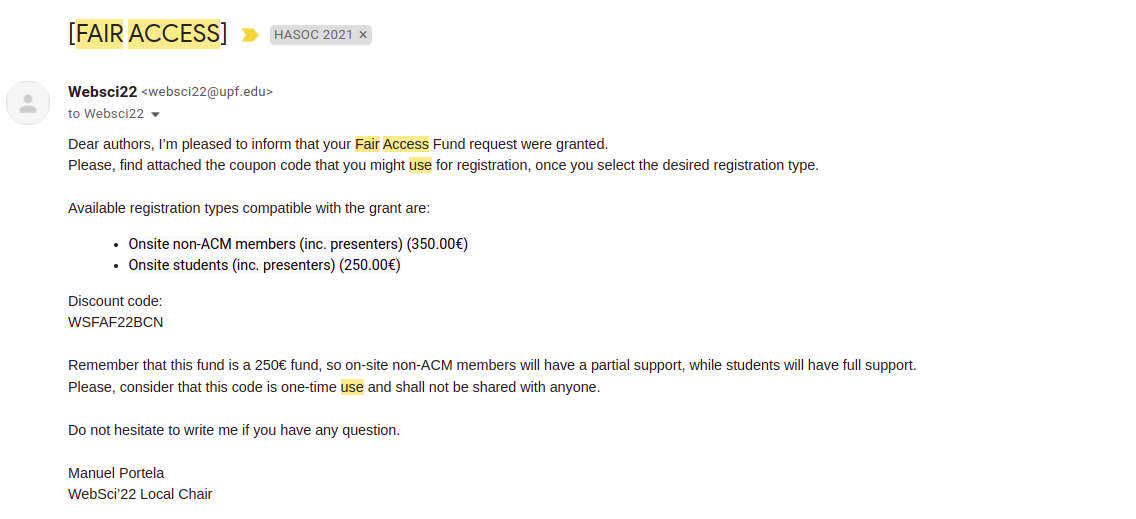 [FAIR ACCESS] HASOC 2021 ×
Websci22 <websci22@upf.edu>
to Websci22
Dear authors, I’m pleased to inform that your Fair Access Fund request were granted.
Please, find attached the coupon code that you might use for registration, once you select the desired registration type.
Available registration types compatible with the grant are:
• Onsite non-ACM members (inc. presenters) (350.00€)
• Onsite students (inc. presenters) (250.00€)
Discount code:
WSFAF22BCN
Remember that this fund is a 250€ fund, so on-site non-ACM members will have a partial support, while students will have full support.
Please, consider that this code is one-time use and shall not be shared with anyone.
Do not hesitate to write me if you have any question.
Manuel Portela
WebSci’22 Local Chair